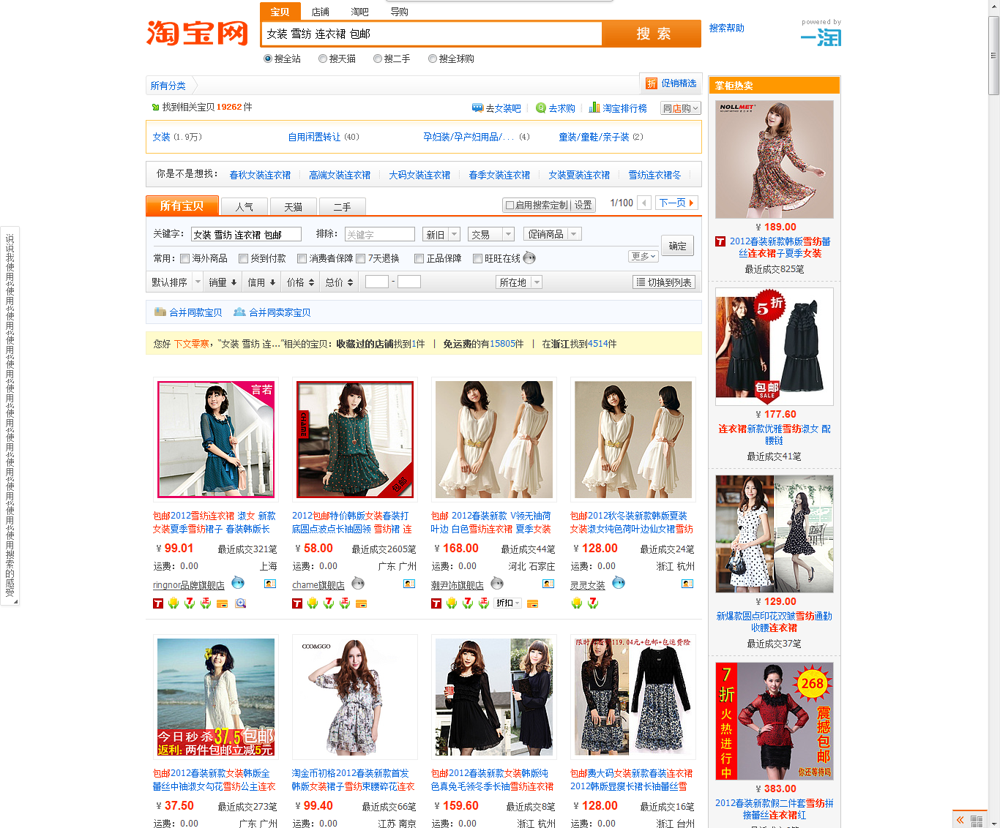 宝贝 店铺 淘吧 导购
淘宝网
女装 雪纺 连衣裙 包邮
搜 索
搜索帮助
powered by
一淘
搜全站 搜天猫 搜二手 搜全球购
所有分类
折 促销精选
找到相关宝贝 19262 件
去女装吧 去求购 淘宝排行榜 同店购
女装 (1.9万) 自用闲置转让 (40) 孕妇装/孕产妇用品/... (4) 童装/童鞋/亲子装 (2)
你是不是想找： 春秋女装连衣裙 高端女装连衣裙 大码女装连衣裙 春季女装连衣裙 女装夏装连衣裙 雪纺连衣裙冬
所有宝贝 人气 天猫 二手
启用搜索定制 设置 1/100 下一页
关键字： 女装 雪纺 连衣裙 包邮 排除： 关键字 新旧 交易 促销商品
确定
常用： 海外商品 货到付款 消费者保障 7天退换 正品保障 旺旺在线 更多
默认排序 销量 信用 价格 总价 - 所在地 切换到列表
合并同款宝贝 合并同卖家宝贝
您好 下文零寒，“女装 雪纺 连...”相关的宝贝：收藏过的店铺找到1件 | 免运费的有15805件 | 在浙江找到4514件
言若
CHAME
包邮
包邮2012雪纺连衣裙 淑女 新款
女装夏季雪纺裙子 春装韩版长
¥ 99.01 最近成交321笔
运费：0.00 上海
ringnor品牌旗舰店
2012包邮特价韩版女装春装打
底圆点波点长袖圆领 雪纺裙 连
¥ 58.00 最近成交2605笔
运费：0.00 广东 广州
chame旗舰店
包邮 2012春装新款 V领无袖荷
叶边 白色雪纺连衣裙 夏季女装
¥ 168.00 最近成交44笔
运费：0.00 河北 石家庄
潮尹饰旗舰店
折扣
包邮2012秋冬装新款韩版夏装
女装淑女纯色荷叶边仙女裙雪纺
¥ 128.00 最近成交24笔
运费：0.00 浙江 杭州
灵灵女装
今日秒杀37.5包邮
返利:两件包邮立减5元
包邮2012春装新款女装韩版全
蕾丝中袖淑女勾花雪纺公主连衣
¥ 37.50 最近成交273笔
运费：0.00 广东 广州
CCO&GGO
淘金币初格2012春装新款首发
韩版女装裙子雪纺束腰碎花连衣
¥ 99.40 最近成交66笔
运费：0.00 江苏 南京
包邮2012春装新款女装韩版纯
色真兔毛领冬季长袖雪纺连衣裙
¥ 159.60 最近成交8笔
运费：0.00 浙江 杭州
包邮费大码女装新款春装连衣裙
2012韩版显瘦长裙长袖蕾丝雪
¥ 128.00 最近成交16笔
运费：0.00 浙江 台州
掌柜热卖
NOLLMET
¥ 189.00
2012春装新款韩版雪纺蕾
丝连衣裙子夏季女装
最近成交825笔
5折
包邮
SALE
¥ 177.60
连衣裙新款优雅雪纺淑女 配
腰链
最近成交41笔
¥ 129.00
新爆款圆点印花双皱雪纺通勤
收腰连衣裙
最近成交37笔
7折火热进行中
268
震撼包邮
你还等待吗
¥ 383.00
2012春装新款假二件套雪纺拼
接蕾丝连衣裙红